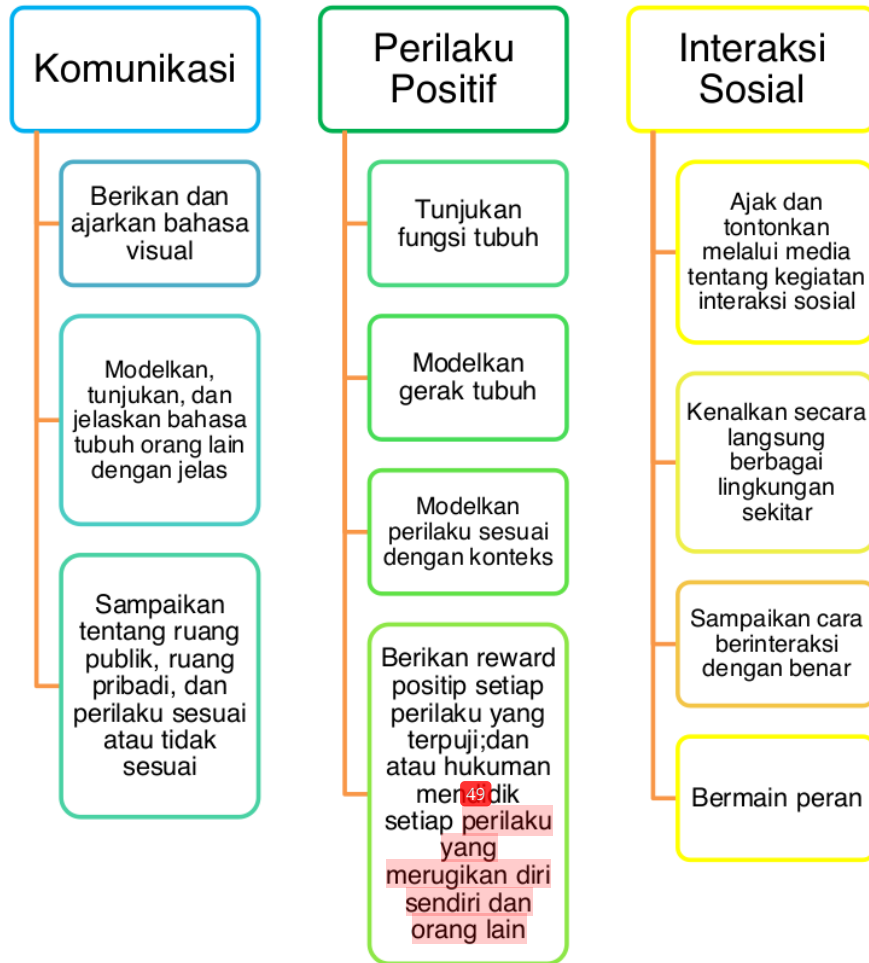 Komunikasi
Berikan dan
ajarkan bahasa
visual
Modelkan,
tunjukan, dan
jelaskan bahasa
tubuh orang lain
dengan jelas
Sampaikan
tentang ruang
publik, ruang
pribadi, dan
perilaku sesuai
atau tidak
sesuai
Perilaku
Positif
Tunjukan
fungsi tubuh
Modelkan
gerak tubuh
Modelkan
perilaku sesuai
dengan konteks
Berikan reward
positip setiap
perilaku yang
terpuji;dan
atau hukuman
mendidik
49
setiap perilaku
yang
merugikan diri
sendiri dan
orang lain
Interaksi
Sosial
Ajak dan
tontonkan
melalui media
tentang kegiatan
interaksi sosial
Kenalkan secara
langsung
berbagai
lingkungan
sekitar
Sampaikan cara
berinteraksi
dengan benar
Bermain peran